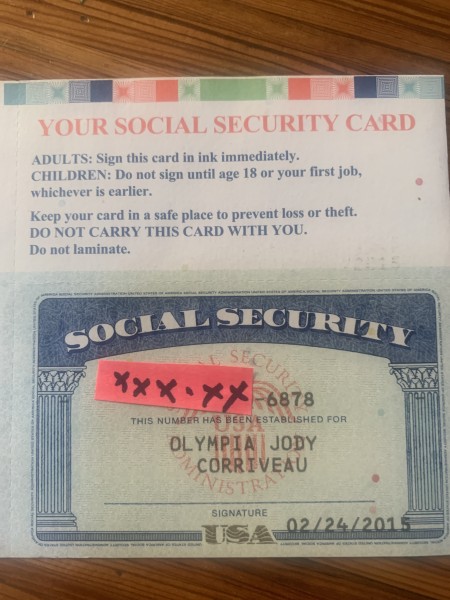 YOUR SOCIAL SECURITY CARD
ADULTS: Sign this card in ink immediately.
CHILDREN: Do not sign until age 18 or your first job,
whichever is earlier.
Keep your card in a safe place to prevent loss or theft.
DO NOT CARRY THIS CARD WITH YOU.
Do not laminate.
SOCIAL SECURITY
xxx-xx-6878
THIS NUMBER HAS BEEN ESTABLISHED FOR
OLYMPIA JODY
CORRIVEAU
USA
SIGNATURE
USA 02/24/2015